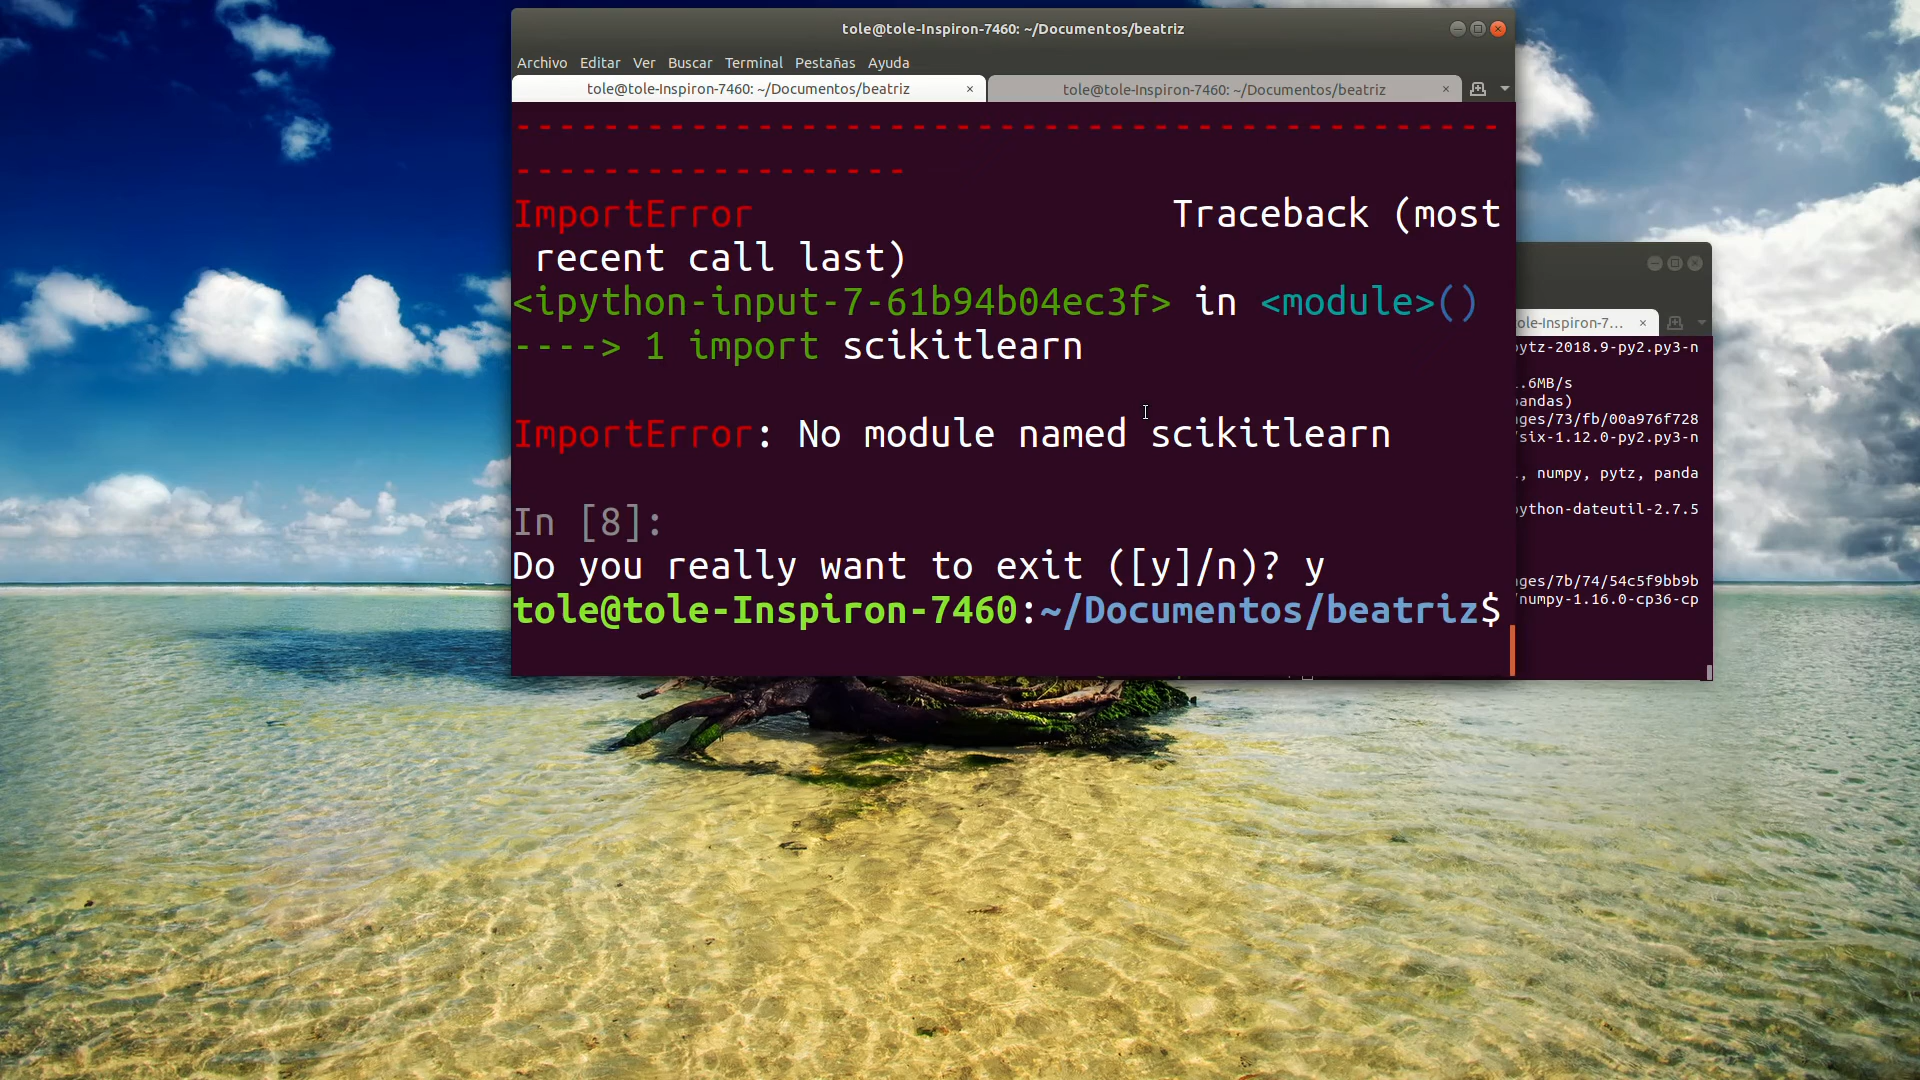 tole@tole-Inspiron-7460: ~/Documentos/beatriz
Archivo Editar Ver Buscar Terminal Pestañas Ayuda
tole@tole-Inspiron-7460: ~/Documentos/beatriz × tole@tole-Inspiron-7460: ~/Documentos/beatriz ×
---------------------------------------------
------------------
ImportError Traceback (most
recent call last)
<ipython-input-7-61b94b04ec3f> in <module>()
----> 1 import scikitlearn
ImportError: No module named scikitlearn
In [8]:
Do you really want to exit ([y]/n)? y
tole@tole-Inspiron-7460:~/Documentos/beatriz$
ole-Inspiron-7… ×
ytz-2018.9-py2.py3-n
.6MB/s
andas)
ges/73/fb/00a976f728
six-1.12.0-py2.py3-n
, numpy, pytz, panda
ython-dateutil-2.7.5
ges/7b/74/54c5f9bb9b
numpy-1.16.0-cp36-cp